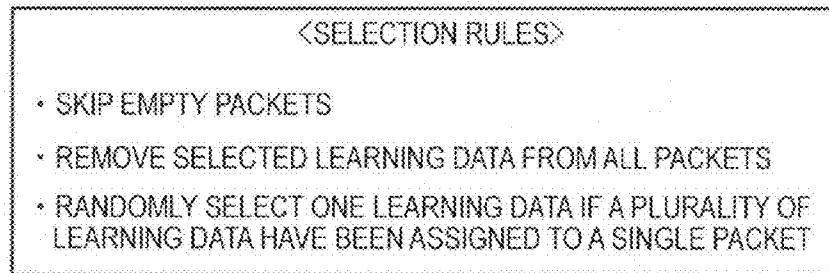 <SELECTION RULES>
・SKIP EMPTY PACKETS
・REMOVE SELECTED LEARNING DATA FROM ALL PACKETS
・RANDOMLY SELECT ONE LEARNING DATA IF A PLURALITY OF
LEARNING DATA HAVE BEEN ASSIGNED TO A SINGLE PACKET